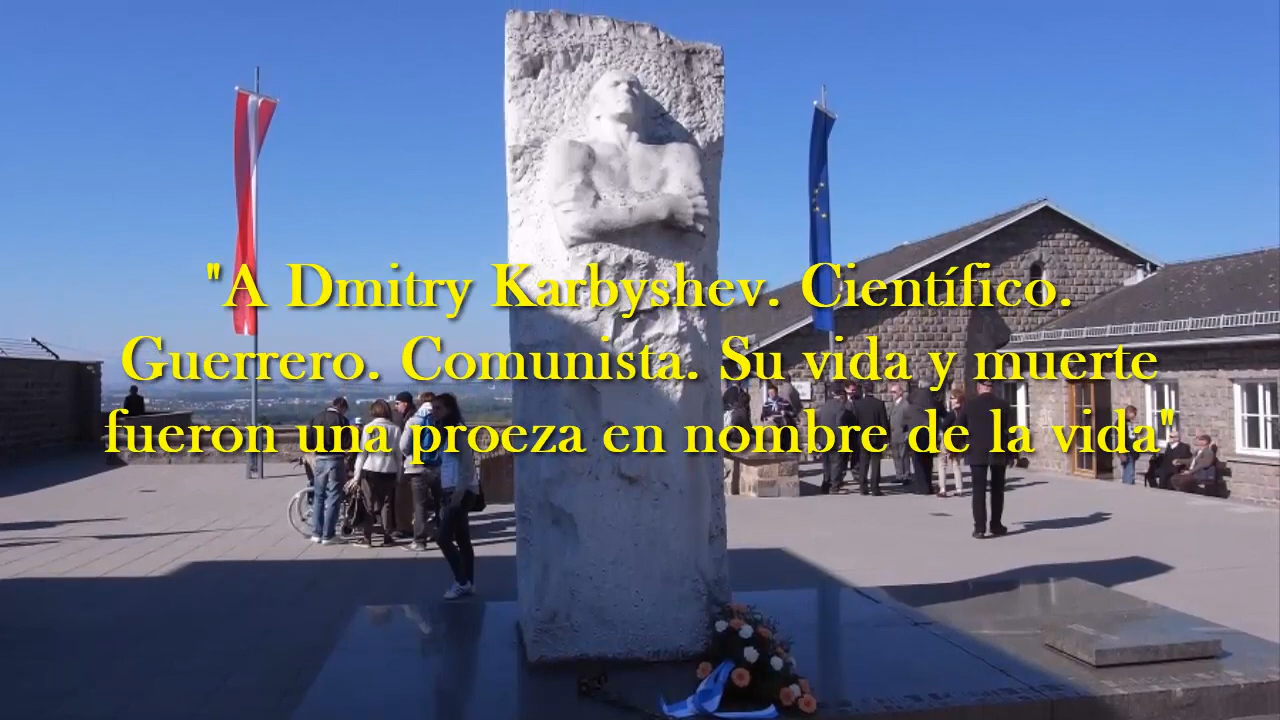 "A Dmitry Karbyshev. Científico.
Guerrero. Comunista. Su vida y muerte
fueron una proeza en nombre de la vida"